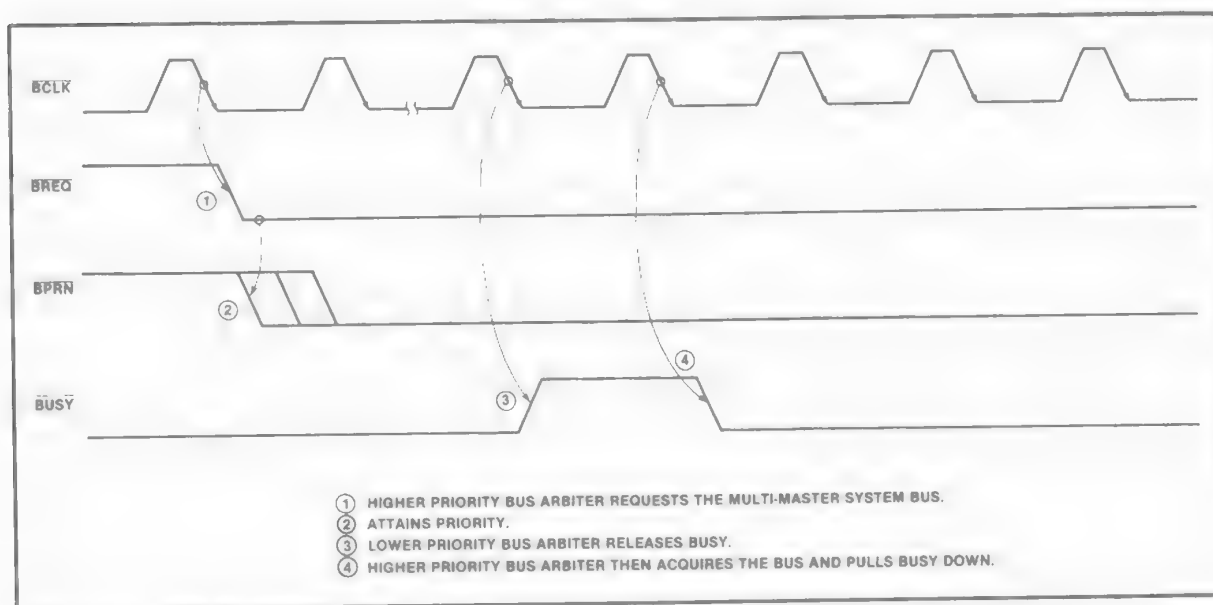 BCLK
BREQ
1
BPRN
2
BUSY
3
4
1 HIGHER PRIORITY BUS ARBITER REQUESTS THE MULTI-MASTER SYSTEM BUS.
2 ATTAINS PRIORITY.
3 LOWER PRIORITY BUS ARBITER RELEASES BUSY.
4 HIGHER PRIORITY BUS ARBITER THEN ACQUIRES THE BUS AND PULLS BUSY DOWN.